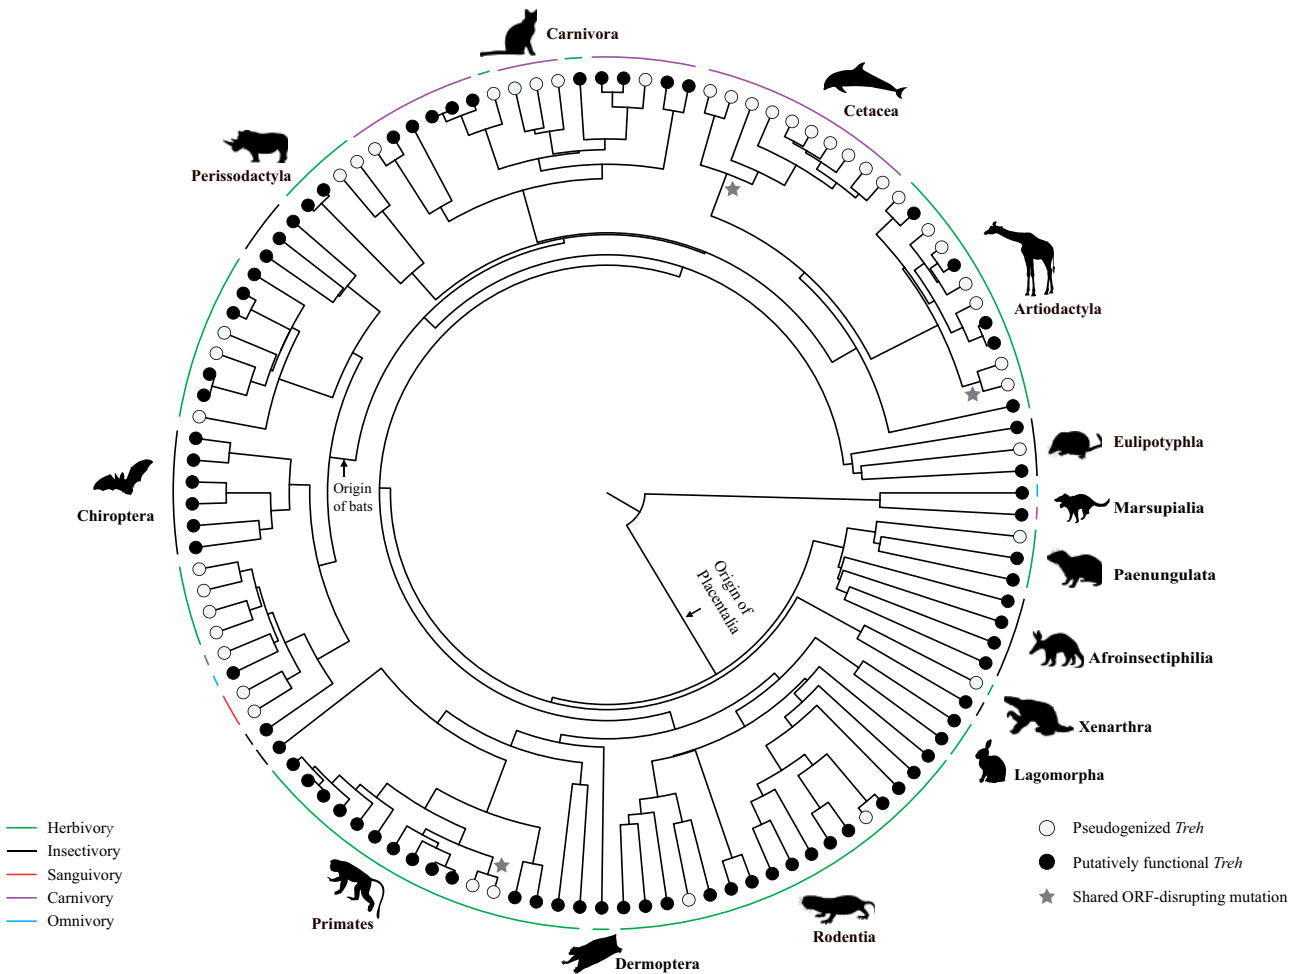 Carnivora
Cetacea
Perissodactyla
Artiodactyla
Eulipotyphla
Origin
of bats
Marsupialia
Chiroptera
Origin of
Placentalia
Paenungulata
Afroinsectiphilia
Xenarthra
Lagomorpha
Herbivory
Insectivory
Sanguivory
Carnivory
Omnivory
Pseudogenized Treh
Putatively functional Treh
Shared ORF-disrupting mutation
Primates
Rodentia
Dermoptera